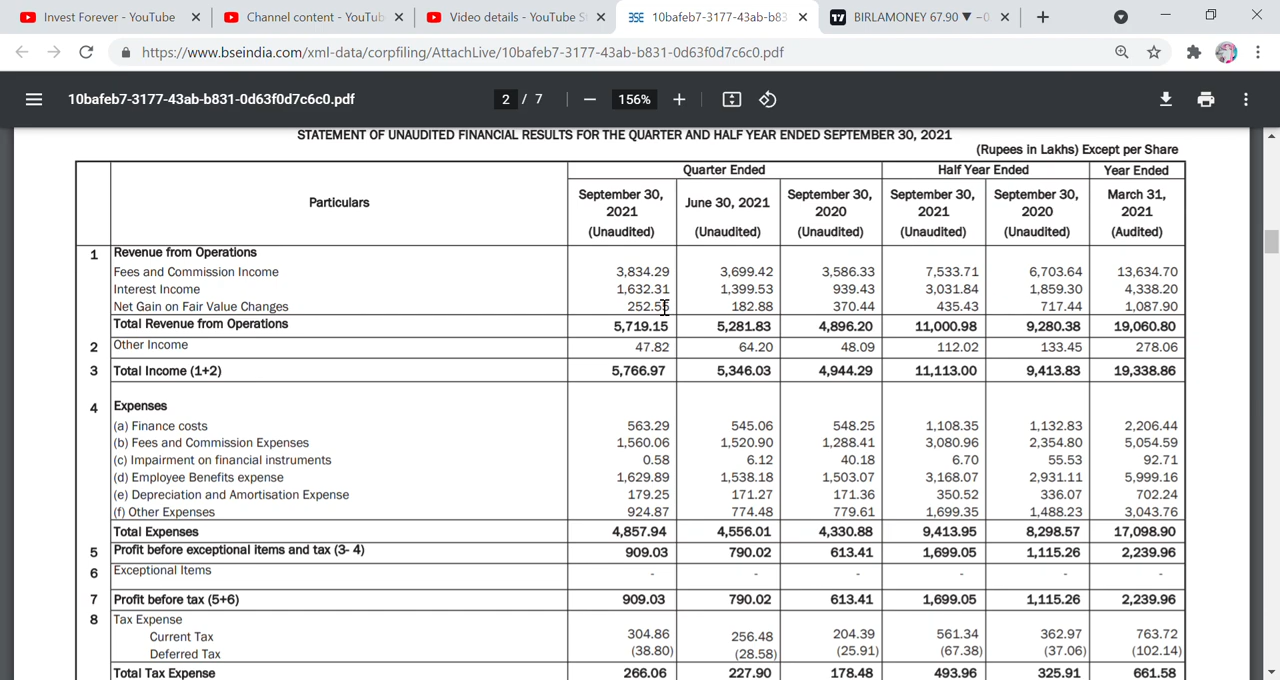 Invest Forever - YouTube
Channel content - YouTub
Video details - YouTube S
10bafeb7-3177-43ab-b83
BIRLAMONEY 67.90 ▼ −0.
https://www.bseindia.com/xml-data/corpfiling/AttachLive/10bafeb7-3177-43ab-b831-0d63f0d7c6c0.pdf
10bafeb7-3177-43ab-b831-0d63f0d7c6c0.pdf 2 / 7 156%
STATEMENT OF UNAUDITED FINANCIAL RESULTS FOR THE QUARTER AND HALF YEAR ENDED SEPTEMBER 30, 2021
(Rupees in Lakhs) Except per Share
Quarter Ended Half Year Ended Year Ended
Particulars September 30, 2021 (Unaudited) June 30, 2021 (Unaudited) September 30, 2020 (Unaudited) September 30, 2021 (Unaudited) September 30, 2020 (Unaudited) March 31, 2021 (Audited)
1 Revenue from Operations
Fees and Commission Income 3,834.29 3,699.42 3,586.33 7,533.71 6,703.64 13,634.70
Interest Income 1,632.31 1,399.53 939.43 3,031.84 1,859.30 4,338.20
Net Gain on Fair Value Changes 252.55 182.88 370.44 435.43 717.44 1,087.90
Total Revenue from Operations 5,719.15 5,281.83 4,896.20 11,000.98 9,280.38 19,060.80
2 Other Income 47.82 64.20 48.09 112.02 133.45 278.06
3 Total Income (1+2) 5,766.97 5,346.03 4,944.29 11,113.00 9,413.83 19,338.86
4 Expenses
(a) Finance costs 563.29 545.06 548.25 1,108.35 1,132.83 2,206.44
(b) Fees and Commission Expenses 1,560.06 1,520.90 1,288.41 3,080.96 2,354.80 5,054.59
(c) Impairment on financial instruments 0.58 6.12 40.18 6.70 55.53 92.71
(d) Employee Benefits expense 1,629.89 1,538.18 1,503.07 3,168.07 2,931.11 5,999.16
(e) Depreciation and Amortisation Expense 179.25 171.27 171.36 350.52 336.07 702.24
(f) Other Expenses 924.87 774.48 779.61 1,699.35 1,488.23 3,043.76
Total Expenses 4,857.94 4,556.01 4,330.88 9,413.95 8,298.57 17,098.90
5 Profit before exceptional items and tax (3- 4) 909.03 790.02 613.41 1,699.05 1,115.26 2,239.96
6 Exceptional Items - - - - - -
7 Profit before tax (5+6) 909.03 790.02 613.41 1,699.05 1,115.26 2,239.96
8 Tax Expense
Current Tax 304.86 256.48 204.39 561.34 362.97 763.72
Deferred Tax (38.80) (28.58) (25.91) (67.38) (37.06) (102.14)
Total Tax Expense 266.06 227.90 178.48 493.96 325.91 661.58